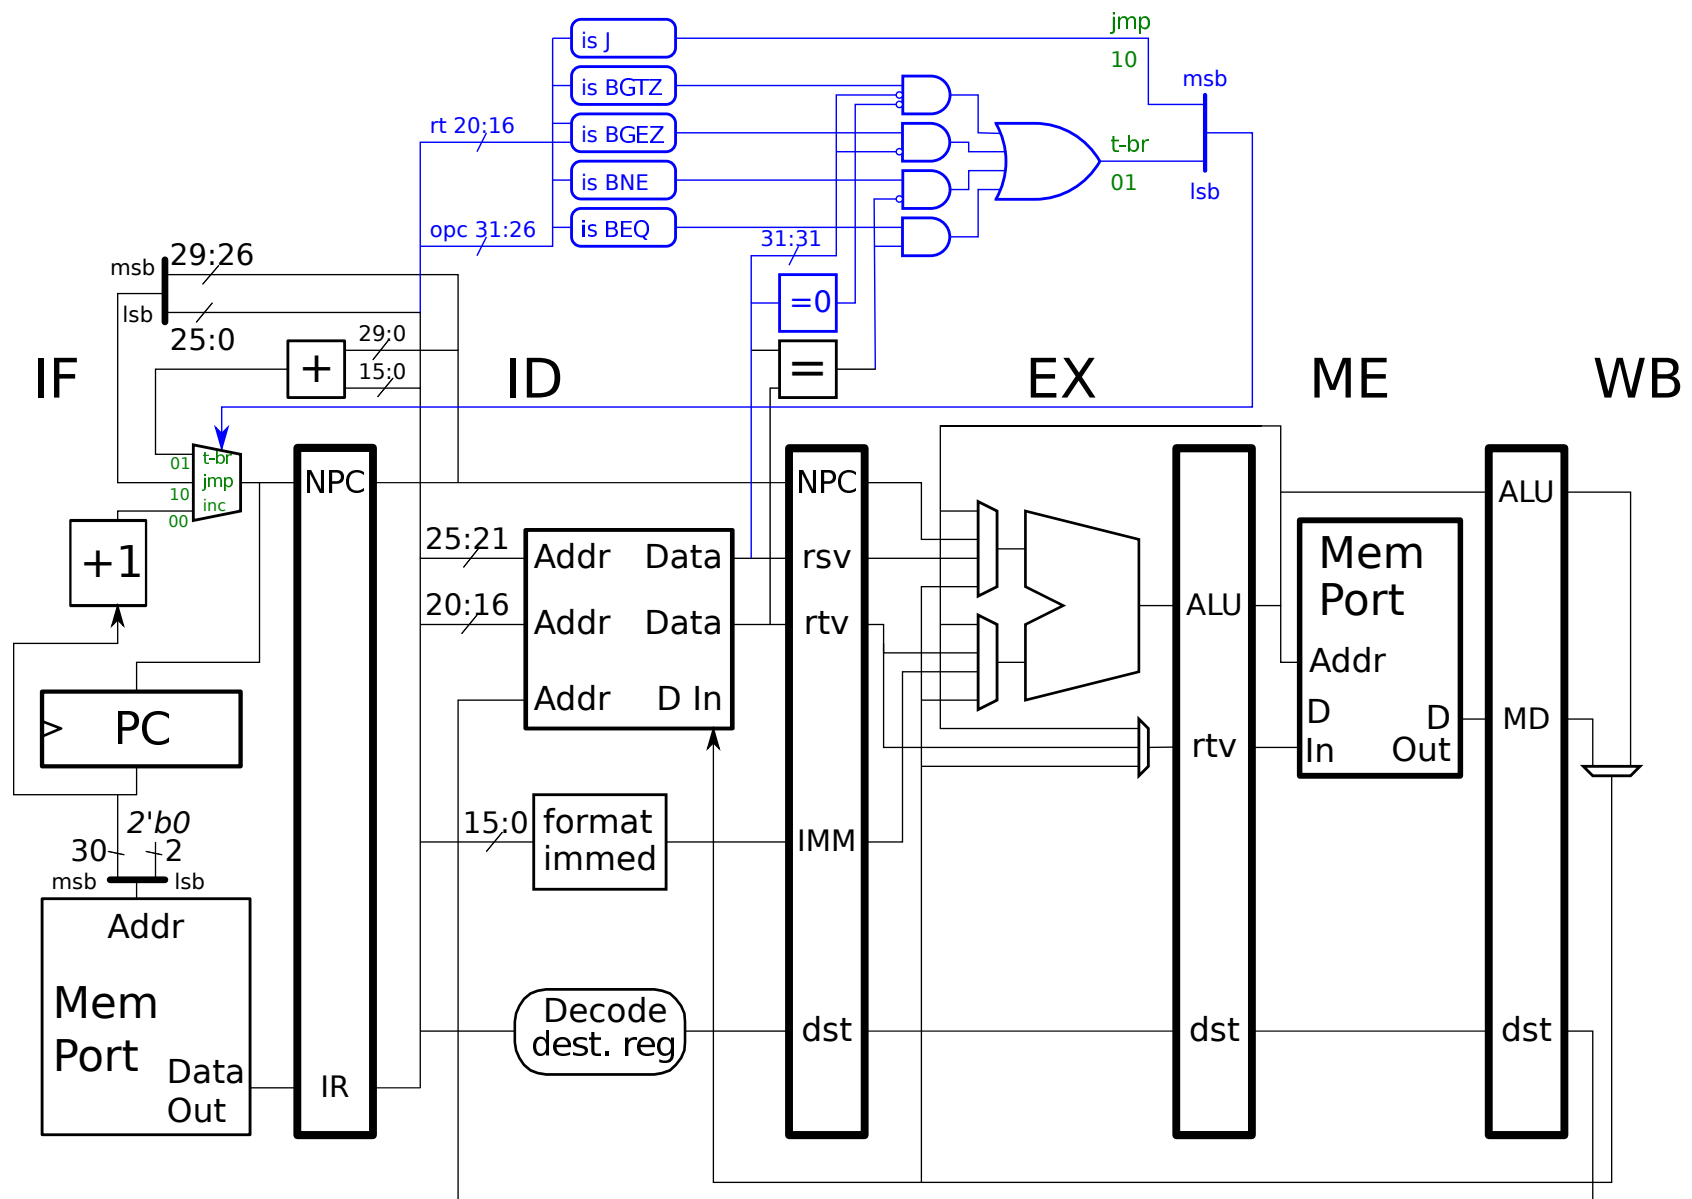 jmp
is J
10
msb
is BGTZ
rt 20:16
is BGEZ
t-br
01
is BNE
lsb
opc 31:26
is BEQ
31:31
29:26
msb
=0
lsb
25:0
29:0
+
15:0
=
IF
ID
EX
ME
WB
t-br
01
jmp
10
inc
00
NPC
NPC
ALU
+1
25:21
Addr
Data
rsv
Mem
Port
20:16
Addr
Data
rtv
ALU
Addr
Addr
D In
PC
D
In
D
Out
MD
rtv
2'b0
30
2
msb
lsb
15:0
format
immed
IMM
Addr
Mem
Port
Data
Out
Decode
dest. reg
dst
dst
dst
IR